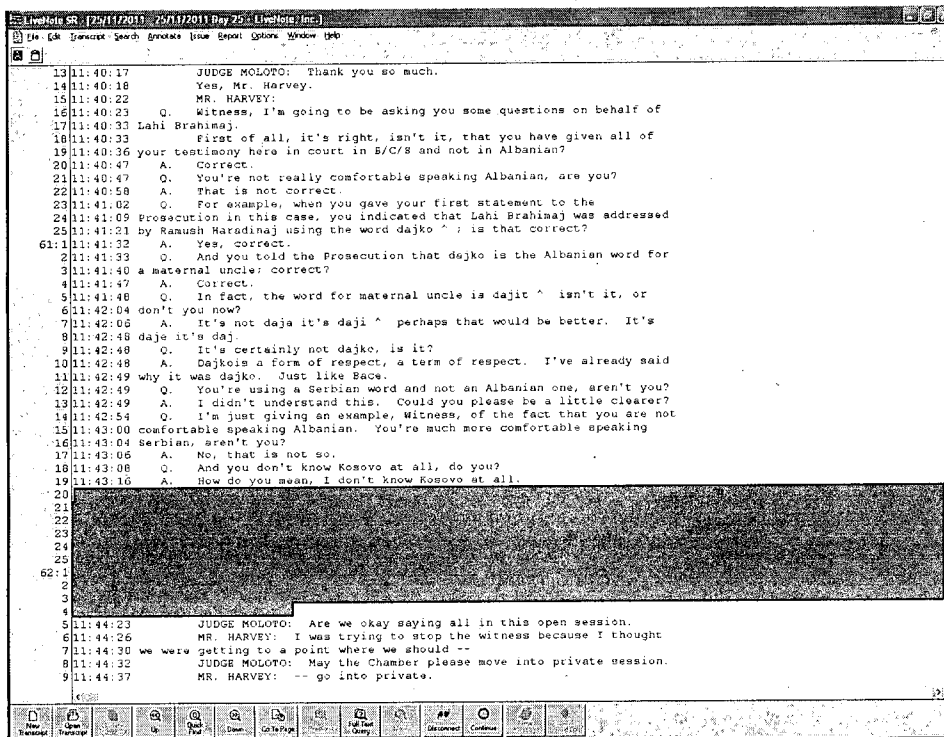 LiveNote SR - [25/11/2011 25/11/2011 Day 25 - LiveNote, Inc.]
File Edit Transcript Search Annotate Issue Report Options Window Help
13 11:40:17 JUDGE MOLOTO: Thank you so much.
14 11:40:18 Yes, Mr. Harvey.
15 11:40:22 MR. HARVEY:
16 11:40:23 Q. Witness, I'm going to be asking you some questions on behalf of
17 11:40:33 Lahi Brahimaj.
18 11:40:33 First of all, it's right, isn't it, that you have given all of
19 11:40:36 your testimony here in court in B/C/S and not in Albanian?
20 11:40:47 A. Correct.
21 11:40:47 Q. You're not really comfortable speaking Albanian, are you?
22 11:40:58 A. That is not correct.
23 11:41:02 Q. For example, when you gave your first statement to the
24 11:41:09 Prosecution in this case, you indicated that Lahi Brahimaj was addressed
25 11:41:21 by Ramush Haradinaj using the word dajko ^ ; is that correct?
61:1 11:41:32 A. Yes, correct.
2 11:41:33 Q. And you told the Prosecution that dajko is the Albanian word for
3 11:41:40 a maternal uncle; correct?
4 11:41:47 A. Correct.
5 11:41:48 Q. In fact, the word for maternal uncle is dajit ^ isn't it, or
6 11:42:04 don't you now?
7 11:42:06 A. It's not daja it's daji ^ perhaps that would be better. It's
8 11:42:48 daje it's daj.
9 11:42:48 Q. It's certainly not dajko, is it?
10 11:42:48 A. Dajkois a form of respect, a term of respect. I've already said
11 11:42:49 why it was dajko. Just like Bace.
12 11:42:49 Q. You're using a Serbian word and not an Albanian one, aren't you?
13 11:42:49 A. I didn't understand this. Could you please be a little clearer?
14 11:42:54 Q. I'm just giving an example, Witness, of the fact that you are not
15 11:43:00 comfortable speaking Albanian. You're much more comfortable speaking
16 11:43:04 Serbian, aren't you?
17 11:43:06 A. No, that is not so.
18 11:43:08 Q. And you don't know Kosovo at all, do you?
19 11:43:16 A. How do you mean, I don't know Kosovo at all.
20
21
22
23
24
25
62:1
2
3
4
5 11:44:23 JUDGE MOLOTO: Are we okay saying all in this open session.
6 11:44:26 MR. HARVEY: I was trying to stop the witness because I thought
7 11:44:30 we were getting to a point where we should --
8 11:44:32 JUDGE MOLOTO: May the Chamber please move into private session.
9 11:44:37 MR. HARVEY: -- go into private.
New Transcript Open Transcript Up Quick Find Down Go To Page Full Text Query Disconnect Continue